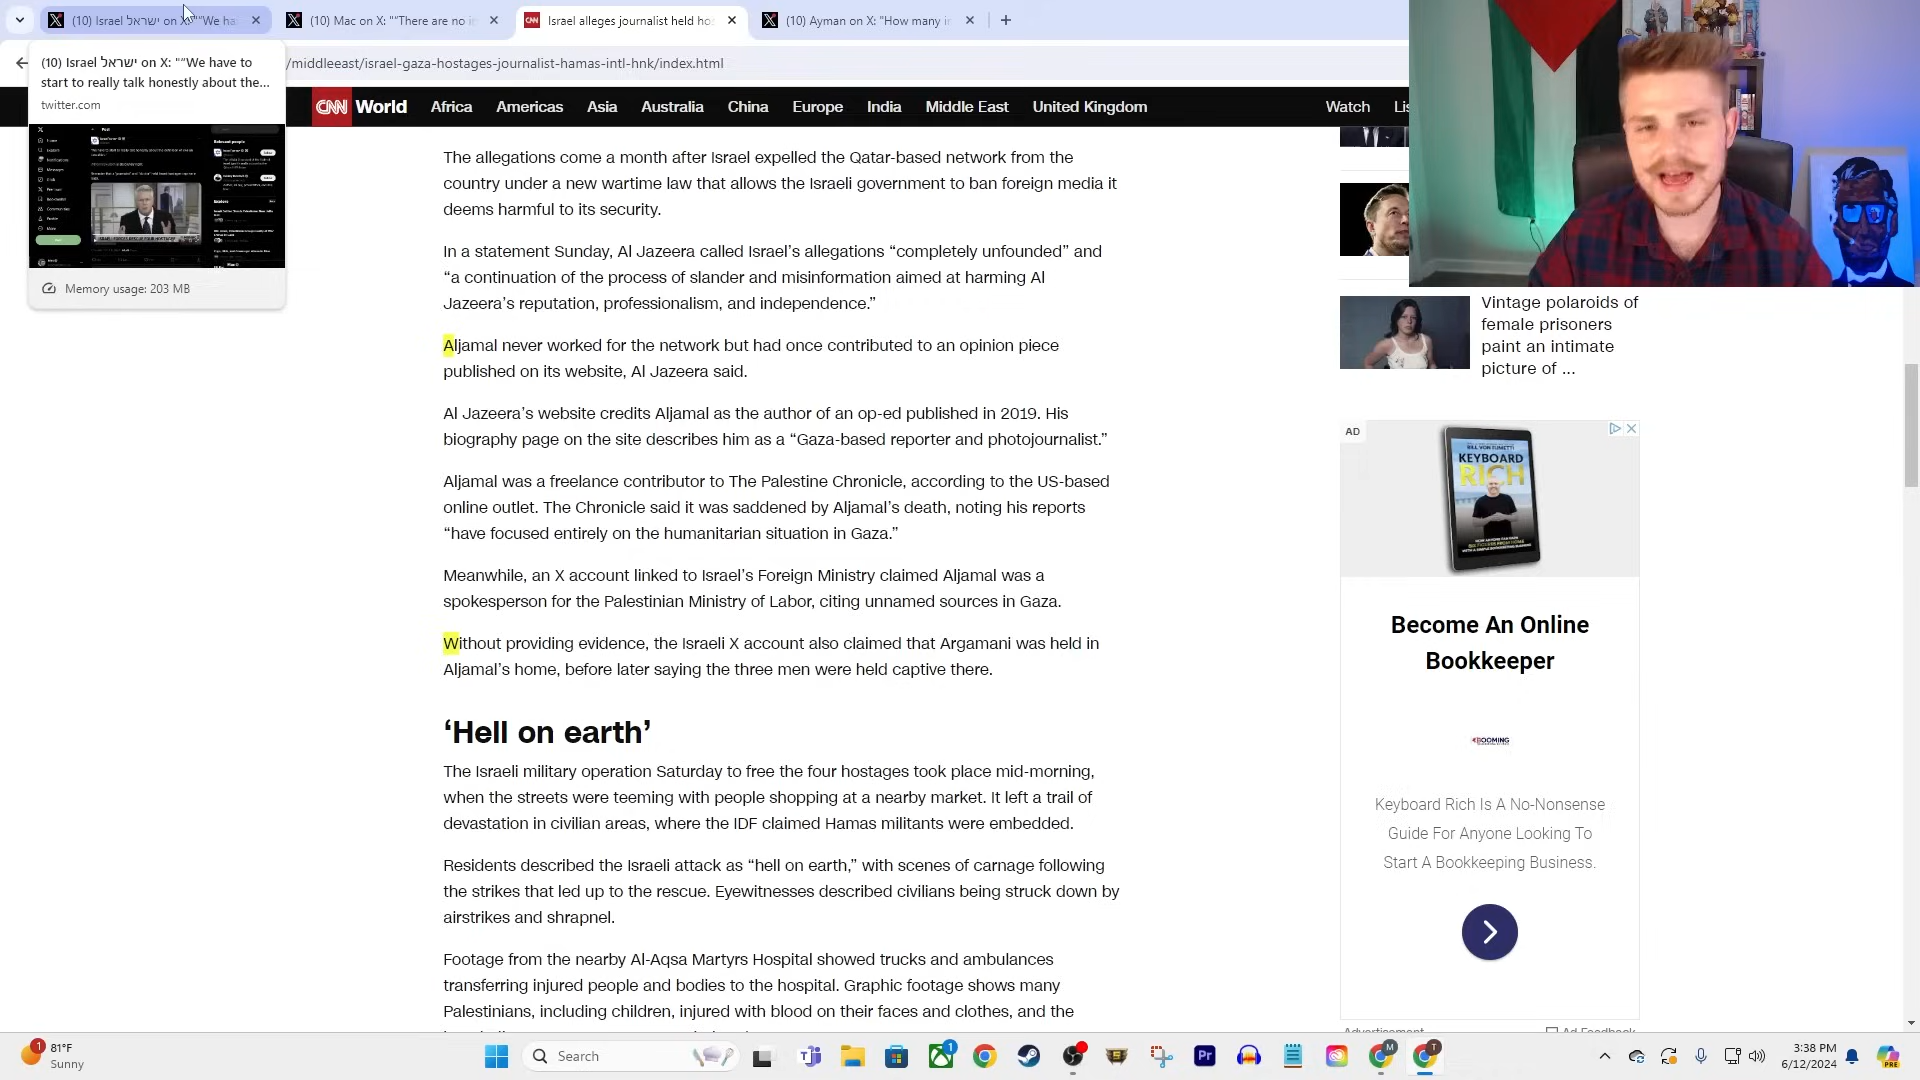 (10) Israel ישראל on X: "“We ha
(10) Mac on X: "“There are no i
Israel alleges journalist held ho
(10) Ayman on X: "How many i
/middleeast/israel-gaza-hostages-journalist-hamas-intl-hnk/index.html
(10) Israel ישראל on X: "“We have to
start to really talk honestly about the...
twitter.com
Memory usage: 203 MB
CNN World Africa Americas Asia Australia China Europe India Middle East United Kingdom Watch
The allegations come a month after Israel expelled the Qatar-based network from the
country under a new wartime law that allows the Israeli government to ban foreign media it
deems harmful to its security.
In a statement Sunday, Al Jazeera called Israel’s allegations “completely unfounded” and
“a continuation of the process of slander and misinformation aimed at harming Al
Jazeera’s reputation, professionalism, and independence.”
Aljamal never worked for the network but had once contributed to an opinion piece
published on its website, Al Jazeera said.
Al Jazeera’s website credits Aljamal as the author of an op-ed published in 2019. His
biography page on the site describes him as a “Gaza-based reporter and photojournalist.”
Aljamal was a freelance contributor to The Palestine Chronicle, according to the US-based
online outlet. The Chronicle said it was saddened by Aljamal’s death, noting his reports
“have focused entirely on the humanitarian situation in Gaza.”
Meanwhile, an X account linked to Israel’s Foreign Ministry claimed Aljamal was a
spokesperson for the Palestinian Ministry of Labor, citing unnamed sources in Gaza.
Without providing evidence, the Israeli X account also claimed that Argamani was held in
Aljamal’s home, before later saying the three men were held captive there.
‘Hell on earth’
The Israeli military operation Saturday to free the four hostages took place mid-morning,
when the streets were teeming with people shopping at a nearby market. It left a trail of
devastation in civilian areas, where the IDF claimed Hamas militants were embedded.
Residents described the Israeli attack as “hell on earth,” with scenes of carnage following
the strikes that led up to the rescue. Eyewitnesses described civilians being struck down by
airstrikes and shrapnel.
Footage from the nearby Al-Aqsa Martyrs Hospital showed trucks and ambulances
transferring injured people and bodies to the hospital. Graphic footage shows many
Palestinians, including children, injured with blood on their faces and clothes, and the
Vintage polaroids of
female prisoners
paint an intimate
picture of ...
AD
BILL VON FUMETTI
KEYBOARD
RICH
Become An Online
Bookkeeper
BOOMING
Keyboard Rich Is A No-Nonsense
Guide For Anyone Looking To
Start A Bookkeeping Business.
Advertisement
Ad Feedback
1
81°F
Sunny
Search
1
Pr
M
T
3:38 PM
6/12/2024
PRE